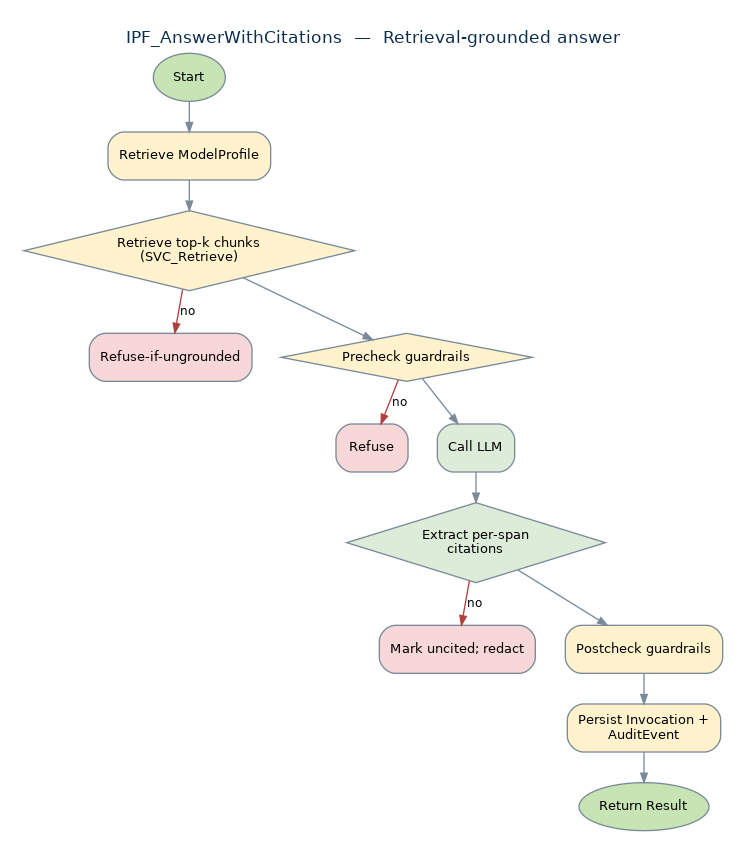 IPF_AnswerWithCitations — Retrieval-grounded answer
Start
Retrieve ModelProfile
Retrieve top-k chunks
(SVC_Retrieve)
no
Refuse-if-ungrounded
Precheck guardrails
no
Refuse
Call LLM
Extract per-span
citations
no
Mark uncited; redact
Postcheck guardrails
Persist Invocation +
AuditEvent
Return Result